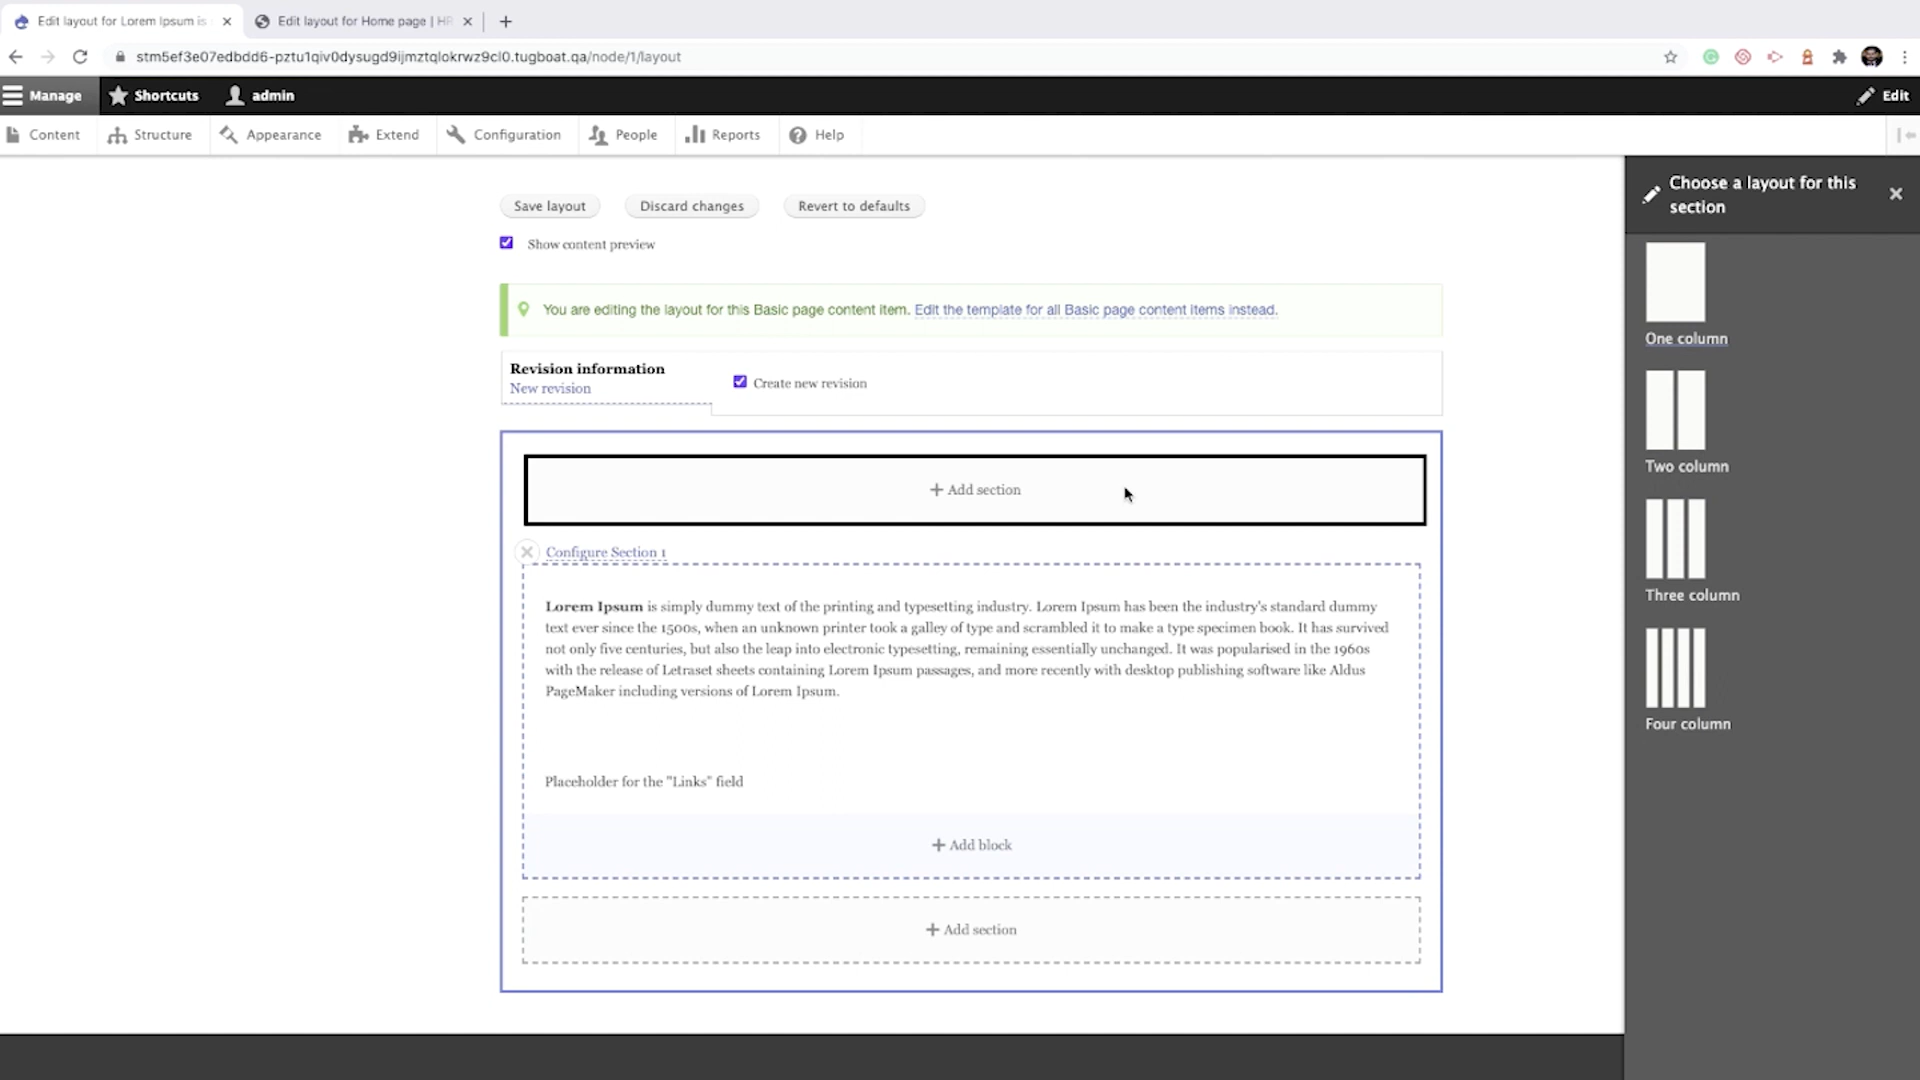 Edit layout for Lorem Ipsum is
Edit layout for Home page | HR
stm5ef3e07edbdd6-pztu1qiv0dysugd9ijmztqlokrwz9cl0.tugboat.qa/node/1/layout
Manage
Shortcuts
admin
Edit
Content
Structure
Appearance
Extend
Configuration
People
Reports
Help
Save layout
Discard changes
Revert to defaults
Show content preview
You are editing the layout for this Basic page content item. Edit the template for all Basic page content items instead.
Revision information
New revision
Create new revision
+ Add section
Configure Section 1
Lorem Ipsum is simply dummy text of the printing and typesetting industry. Lorem Ipsum has been the industry's standard dummy
text ever since the 1500s, when an unknown printer took a galley of type and scrambled it to make a type specimen book. It has survived
not only five centuries, but also the leap into electronic typesetting, remaining essentially unchanged. It was popularised in the 1960s
with the release of Letraset sheets containing Lorem Ipsum passages, and more recently with desktop publishing software like Aldus
PageMaker including versions of Lorem Ipsum.
Placeholder for the "Links" field
+ Add block
+ Add section
Choose a layout for this
section
One column
Two column
Three column
Four column